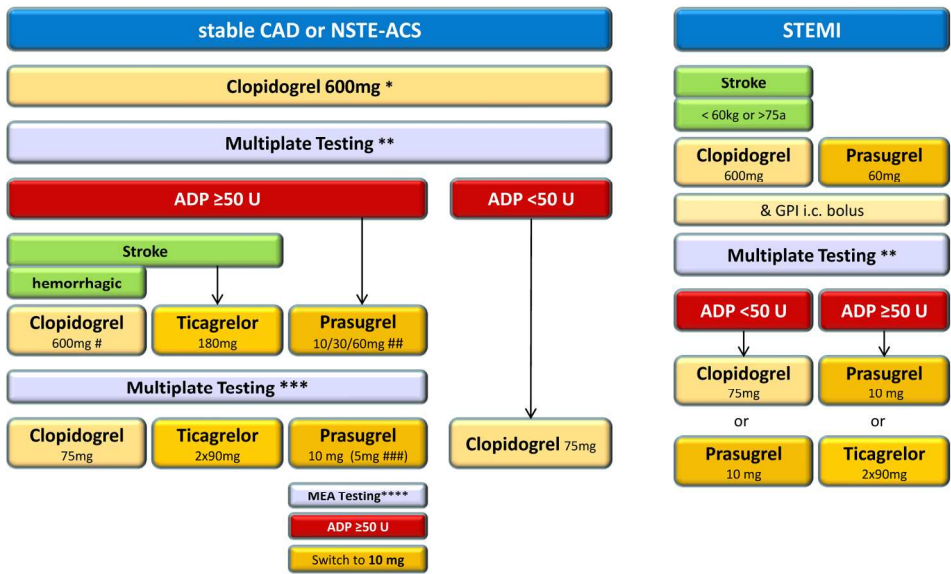 stable CAD or NSTE-ACS
Clopidogrel 600mg *
Multiplate Testing **
ADP ≥50 U
ADP <50 U
Stroke
hemorrhagic
Clopidogrel
600mg #
Ticagrelor
180mg
Prasugrel
10/30/60mg ##
Multiplate Testing ***
Clopidogrel
75mg
Ticagrelor
2x90mg
Prasugrel
10 mg (5mg ###)
Clopidogrel 75mg
MEA Testing****
ADP ≥50 U
Switch to 10 mg
STEMI
Stroke
< 60kg or >75a
Clopidogrel
600mg
Prasugrel
60mg
& GPI i.c. bolus
Multiplate Testing **
ADP <50 U
ADP ≥50 U
Clopidogrel
75mg
Prasugrel
10 mg
or
or
Prasugrel
10 mg
Ticagrelor
2x90mg